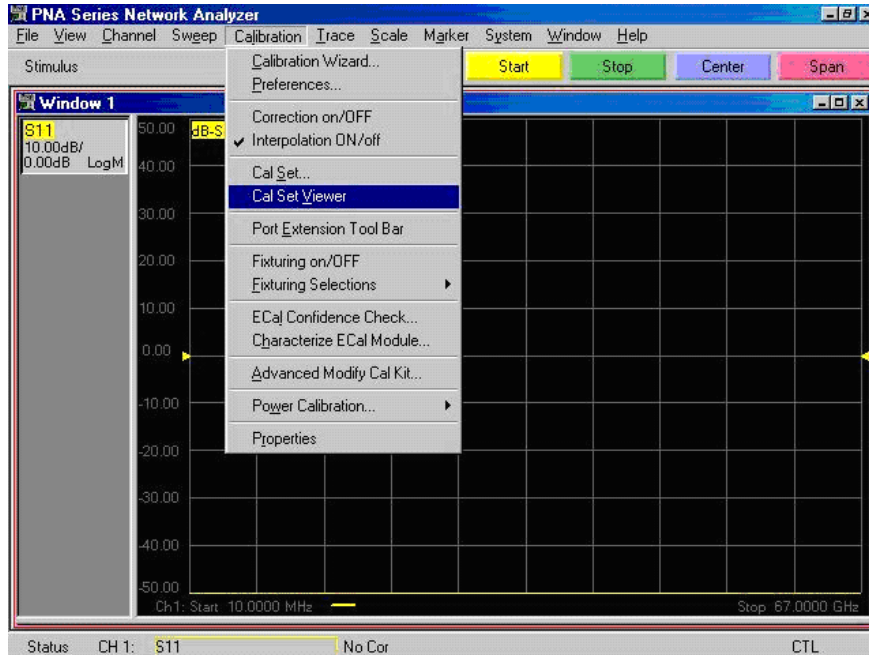 PNA Series Network Analyzer
File View Channel Sweep Calibration Trace Scale Marker System Window Help
Stimulus
Start Stop Center Span
Calibration Wizard...
Preferences...
Correction on/OFF
Interpolation ON/off
Cal Set...
Cal Set Viewer
Port Extension Tool Bar
Fixturing on/OFF
Fixturing Selections
ECal Confidence Check...
Characterize ECal Module...
Advanced Modify Cal Kit...
Power Calibration...
Properties
Window 1
S11
10.00dB/
0.00dB LogM
50.00 dB-S
40.00
30.00
20.00
10.00
0.00
-10.00
-20.00
-30.00
-40.00
-50.00
Ch1: Start 10.0000 MHz Stop 67.0000 GHz
Status CH 1: S11 No Cor CTL